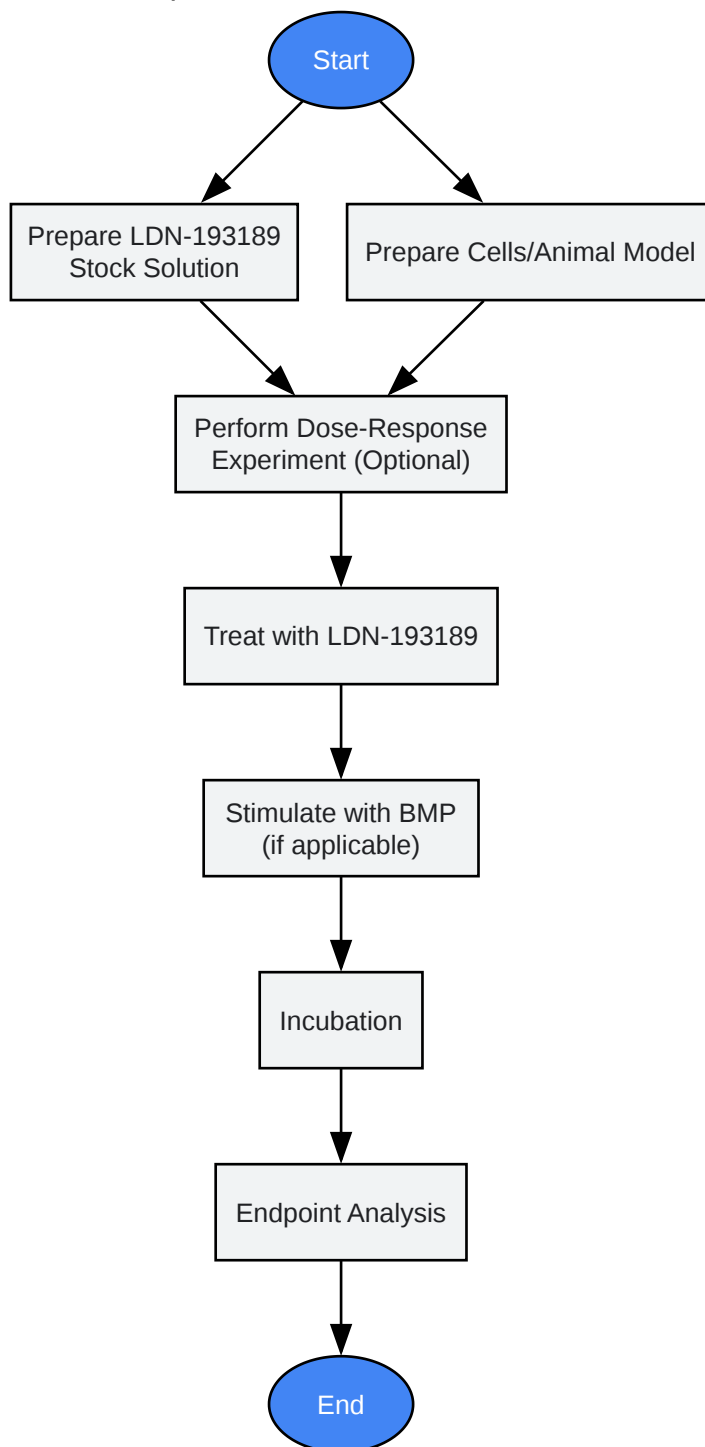 Start
Prepare LDN-193189
Stock Solution
Prepare Cells/Animal Model
Perform Dose-Response
Experiment (Optional)
Treat with LDN-193189
Stimulate with BMP
(if applicable)
Incubation
Endpoint Analysis
End